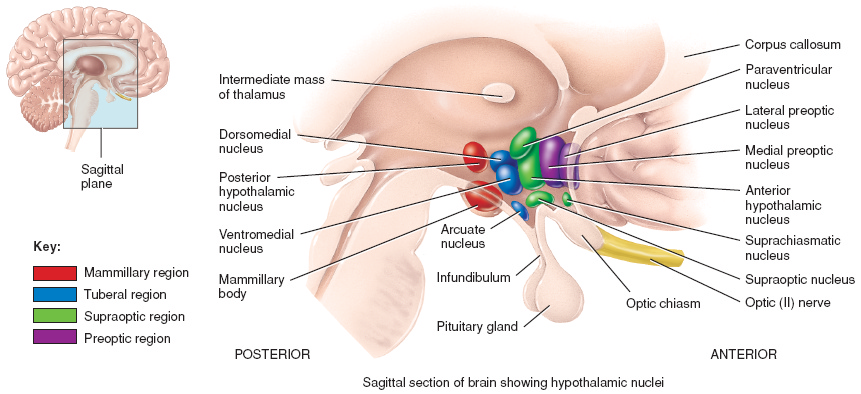 Sagittal
plane
Key:
Mammillary region
Tuberal region
Supraoptic region
Preoptic region
Intermediate mass
of thalamus
Dorsomedial
nucleus
Posterior
hypothalamic
nucleus
Ventromedial
nucleus
Mammillary
body
Arcuate
nucleus
Infundibulum
Pituitary gland
Corpus callosum
Paraventricular
nucleus
Lateral preoptic
nucleus
Medial preoptic
nucleus
Anterior
hypothalamic
nucleus
Suprachiasmatic
nucleus
Supraoptic nucleus
Optic (II) nerve
Optic chiasm
POSTERIOR
ANTERIOR
Sagittal section of brain showing hypothalamic nuclei